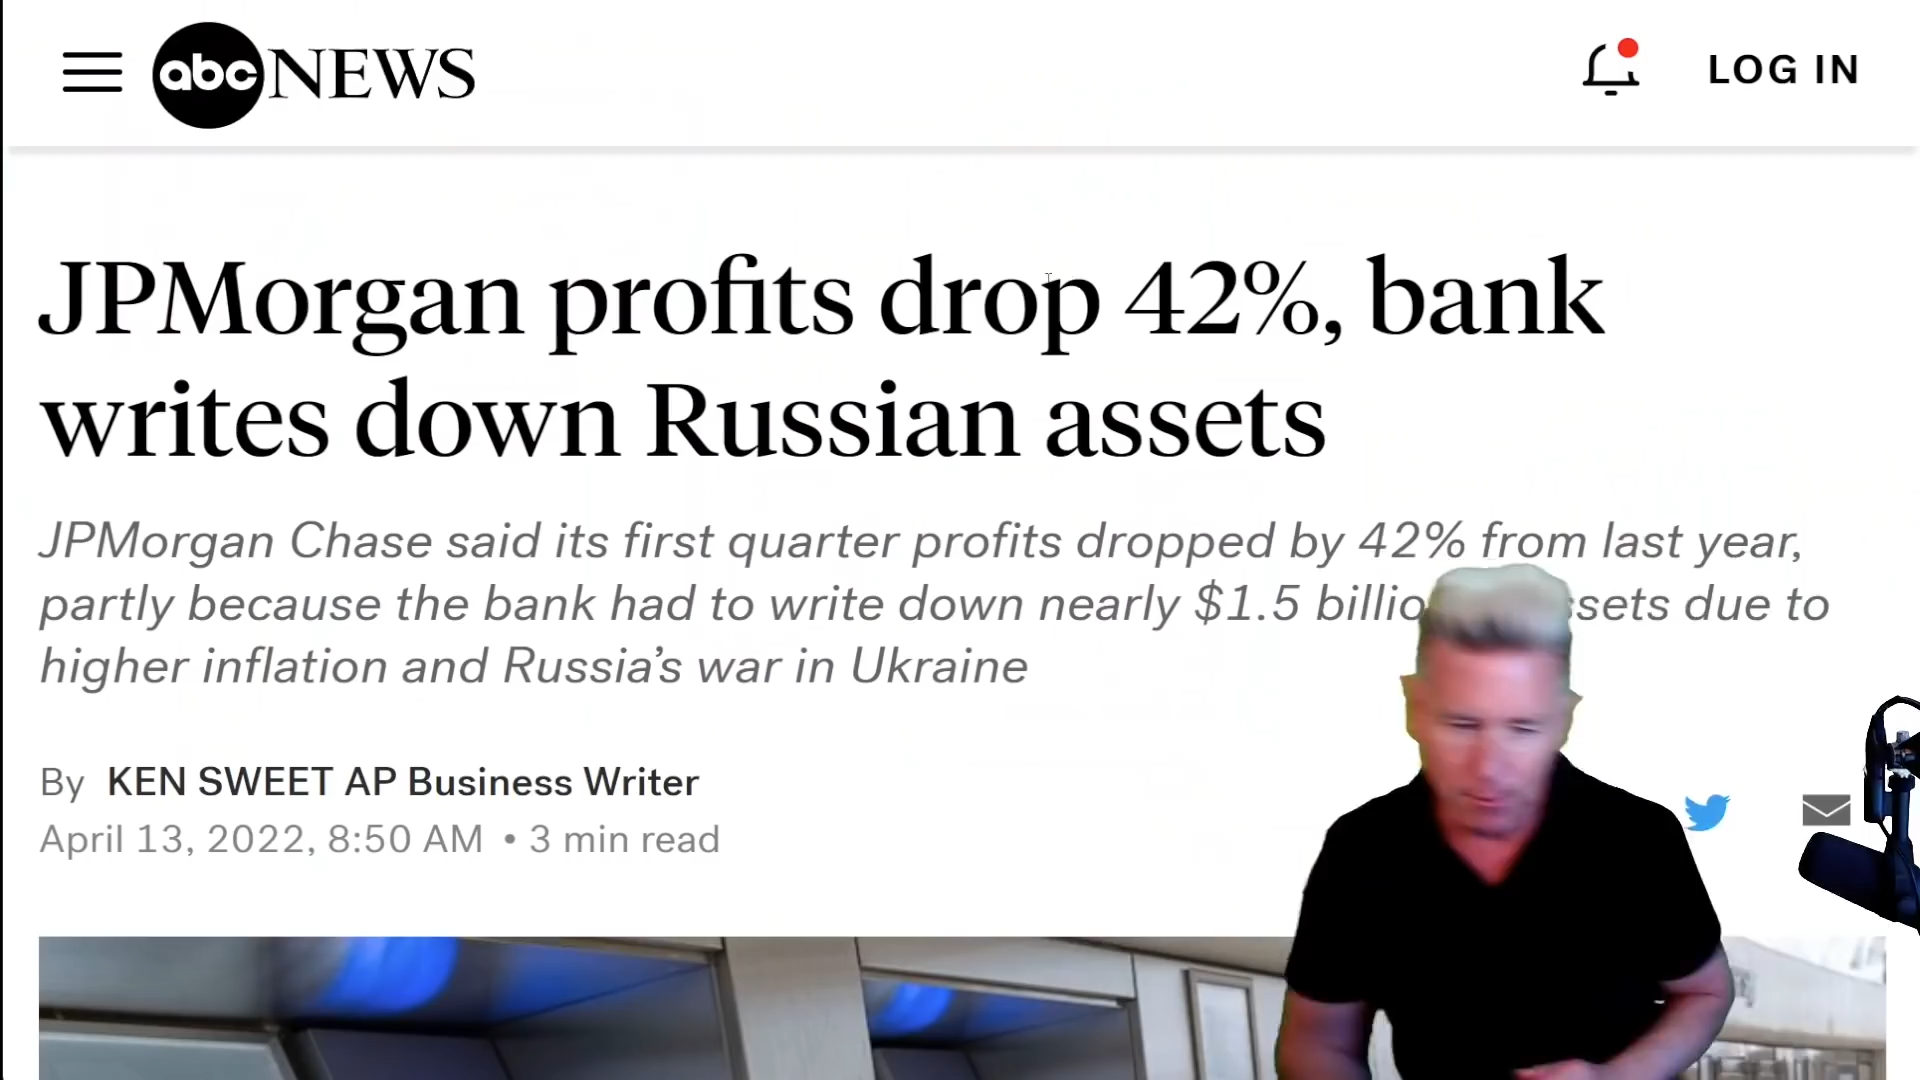 abc NEWS
LOG IN
JPMorgan profits drop 42%, bank
writes down Russian assets
JPMorgan Chase said its first quarter profits dropped by 42% from last year,
partly because the bank had to write down nearly $1.5 due to
higher inflation and Russia's war in Ukraine
By KEN SWEET AP Business Writer
April 13, 2022, 8:50 AM • 3 min read